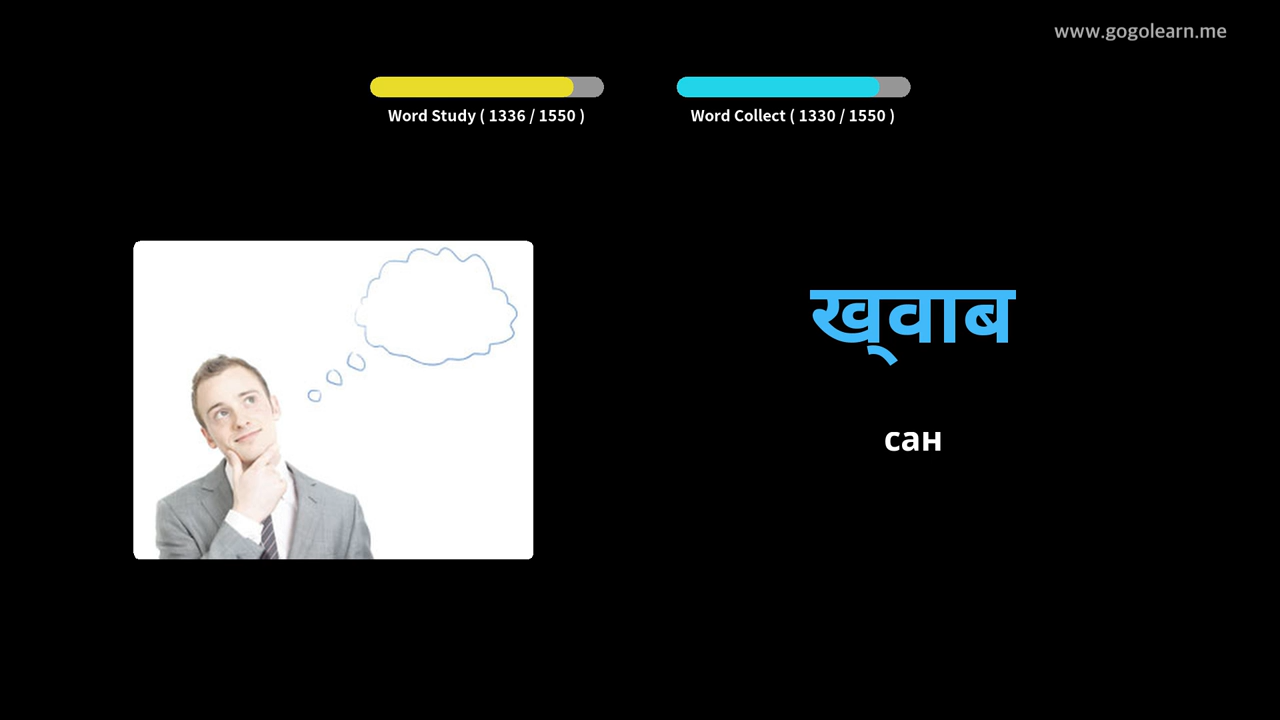 www.gogolearn.me
Word Study ( 1336 / 1550 )
Word Collect ( 1330 / 1550 )
ख्‌वाब
сан